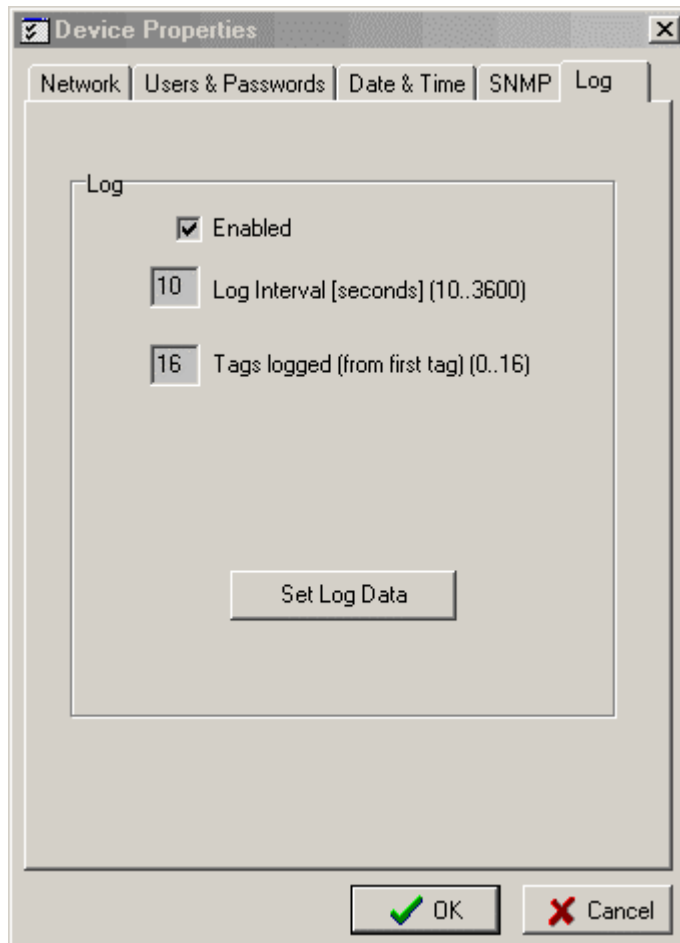 Device Properties
Network Users & Passwords Date & Time SNMP Log
Log
Enabled
10 Log Interval [seconds] (10..3600)
16 Tags logged (from first tag) (0..16)
Set Log Data
OK Cancel